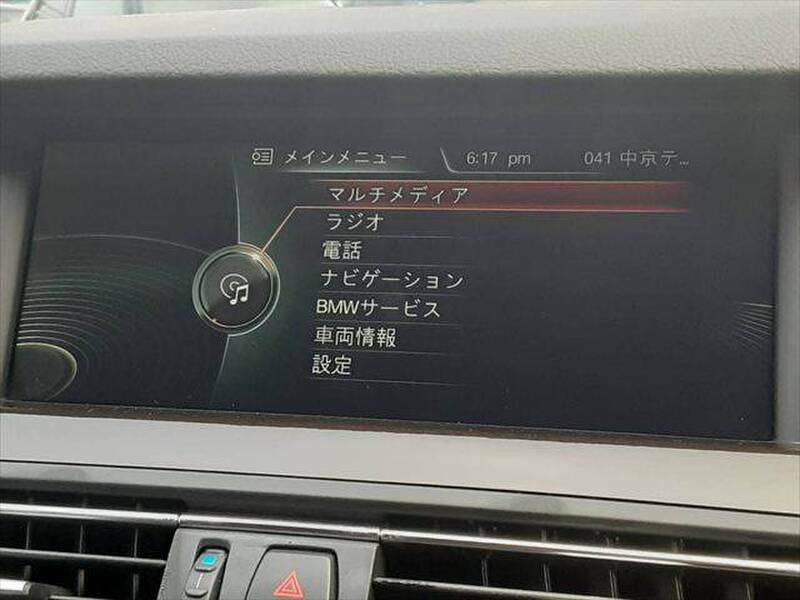 メインメニュー 6:17 pm 041 中京テ...
マルチメディア
ラジオ
電話
ナビゲーション
BMWサービス
車両情報
設定